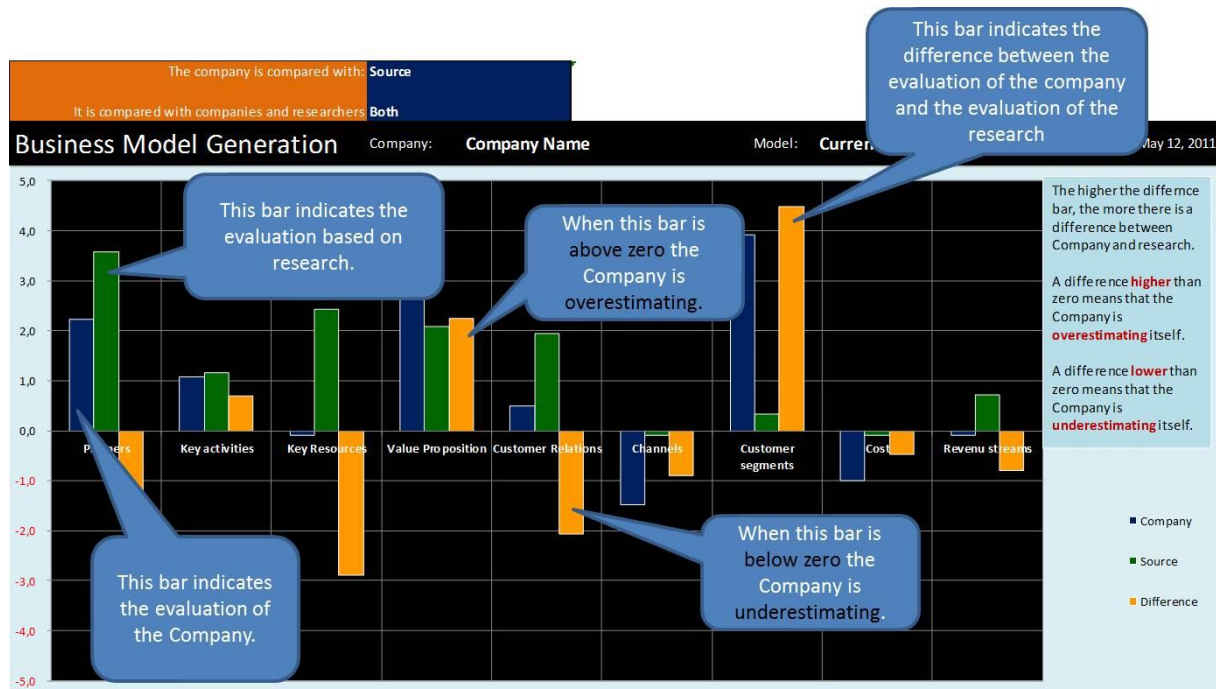 This bar indicates the
difference between the
evaluation of the company
and the evaluation of the
research
The company is compared with: Source
It is compared with companies and researchers Both
Business Model Generation Company: Company Name Model: May 12, 2011
5,0
4,0
3,0
2,0
1,0
0,0
-1,0
-2,0
-3,0
-4,0
-5,0
This bar indicates the
evaluation based on
research.
When this bar is
above zero the
Company is
overestimating.
The higher the differnce
bar, the more there is a
difference between
Company and research.
A difference higher than
zero means that the
Company is
overestimating itself.
A difference lower than
zero means that the
Company is
underestimating itself.
Key activities Key Resources Value Proposition Customer Relations Channels Customer
segments Cost Revenu streams
This bar indicates
the evaluation of
the Company.
When this bar is
below zero the
Company is
underestimating.
Company
Source
Difference